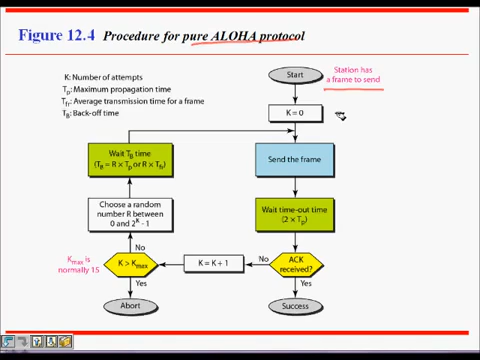 Figure 12.4 Procedure for pure ALOHA protocol
K: Number of attempts
Tp: Maximum propagation time
Tfr: Average transmission time for a frame
TB: Back-off time
Start
Station has
a frame to send
K = 0
Wait TB time
(TB = R × Tp or R × Tfr)
Send the frame
Choose a random
number R between
0 and 2^K - 1
Wait time-out time
(2 × Tp)
Kmax is
normally 15
No
K > Kmax
K = K + 1
No
ACK
received?
Yes
Yes
Abort
Success